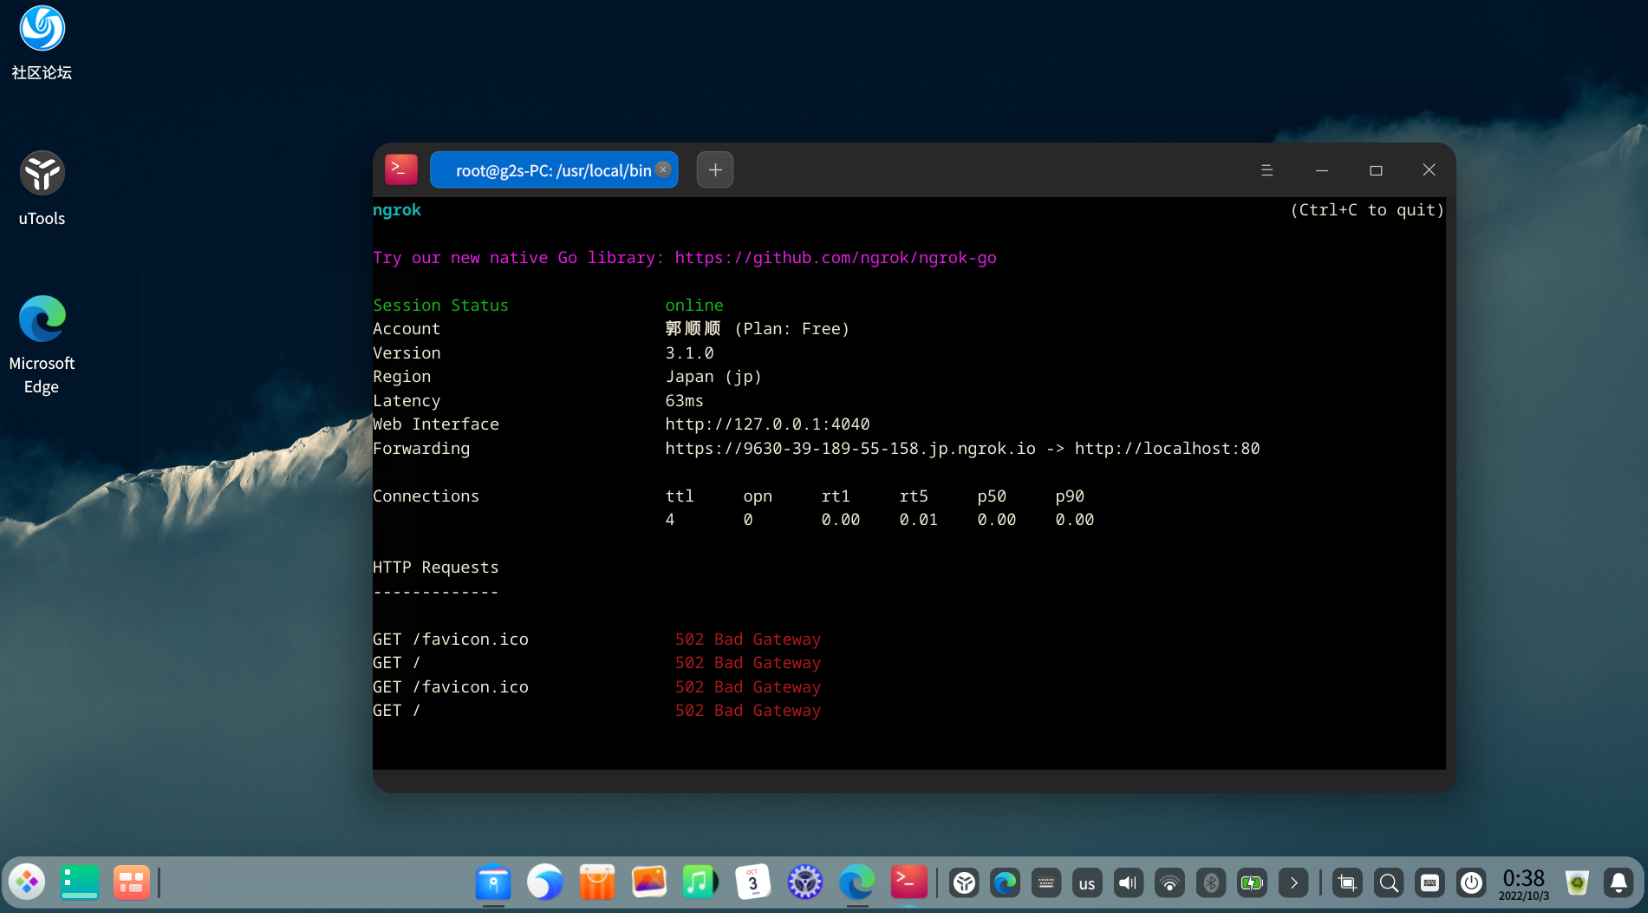 社区论坛
uTools
Microsoft
Edge
root@g2s-PC: /usr/local/bin
ngrok (Ctrl+C to quit)
Try our new native Go library: https://github.com/ngrok/ngrok-go
Session Status online
Account 郭顺顺 (Plan: Free)
Version 3.1.0
Region Japan (jp)
Latency 63ms
Web Interface http://127.0.0.1:4040
Forwarding https://9630-39-189-55-158.jp.ngrok.io -> http://localhost:80
Connections ttl opn rt1 rt5 p50 p90
4 0 0.00 0.01 0.00 0.00
HTTP Requests
-------------
GET /favicon.ico 502 Bad Gateway
GET / 502 Bad Gateway
GET /favicon.ico 502 Bad Gateway
GET / 502 Bad Gateway
OCT
3
us
0:38
2022/10/3